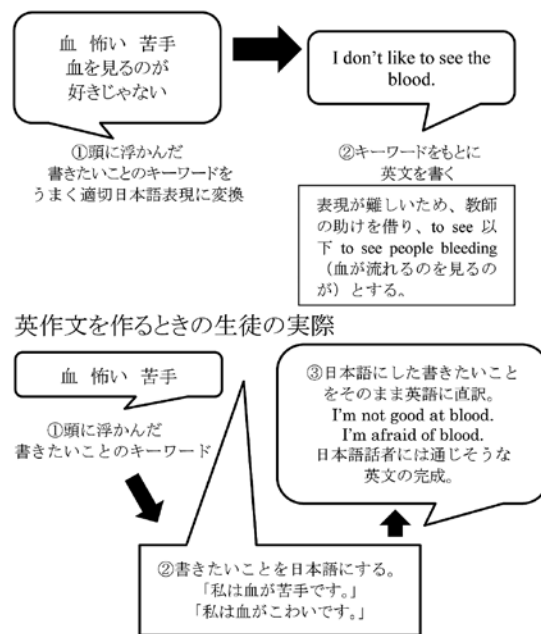 血 怖い 苦手
血を見るのが
好きじゃない
①頭に浮かんだ
書きたいことのキーワードを
うまく適切日本語表現に変換
I don't like to see the
blood.
②キーワードをもとに
英文を書く
表現が難しいため、教師
の助けを借り、to see 以
下 to see people bleeding
（血が流れるのを見るの
が）とする。
英作文を作るときの生徒の実際
血 怖い 苦手
①頭に浮かんだ
書きたいことのキーワード
②書きたいことを日本語にする。
「私は血が苦手です。」
「私は血がこわいです。」
③日本語にした書きたいこと
をそのまま英語に直訳。
I'm not good at blood.
I'm afraid of blood.
日本語話者には通じそうな
英文の完成。